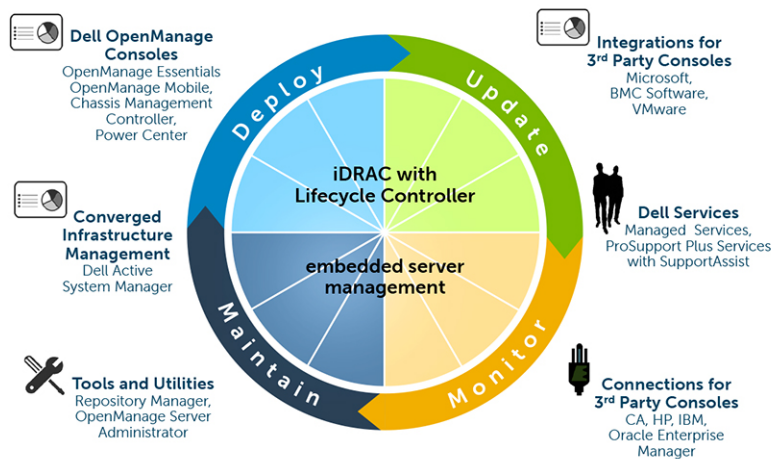 Dell OpenManage
Consoles
OpenManage Essentials
OpenManage Mobile,
Chassis Management
Controller,
Power Center
Converged
Infrastructure
Management
Dell Active
System Manager
Tools and Utilities
Repository Manager,
OpenManage Server
Administrator
Deploy
Update
Monitor
Maintain
iDRAC with
Lifecycle Controller
embedded server
management
Integrations for
3rd Party Consoles
Microsoft,
BMC Software,
VMware
Dell Services
Managed Services,
ProSupport Plus Services
with SupportAssist
Connections for
3rd Party Consoles
CA, HP, IBM,
Oracle Enterprise
Manager